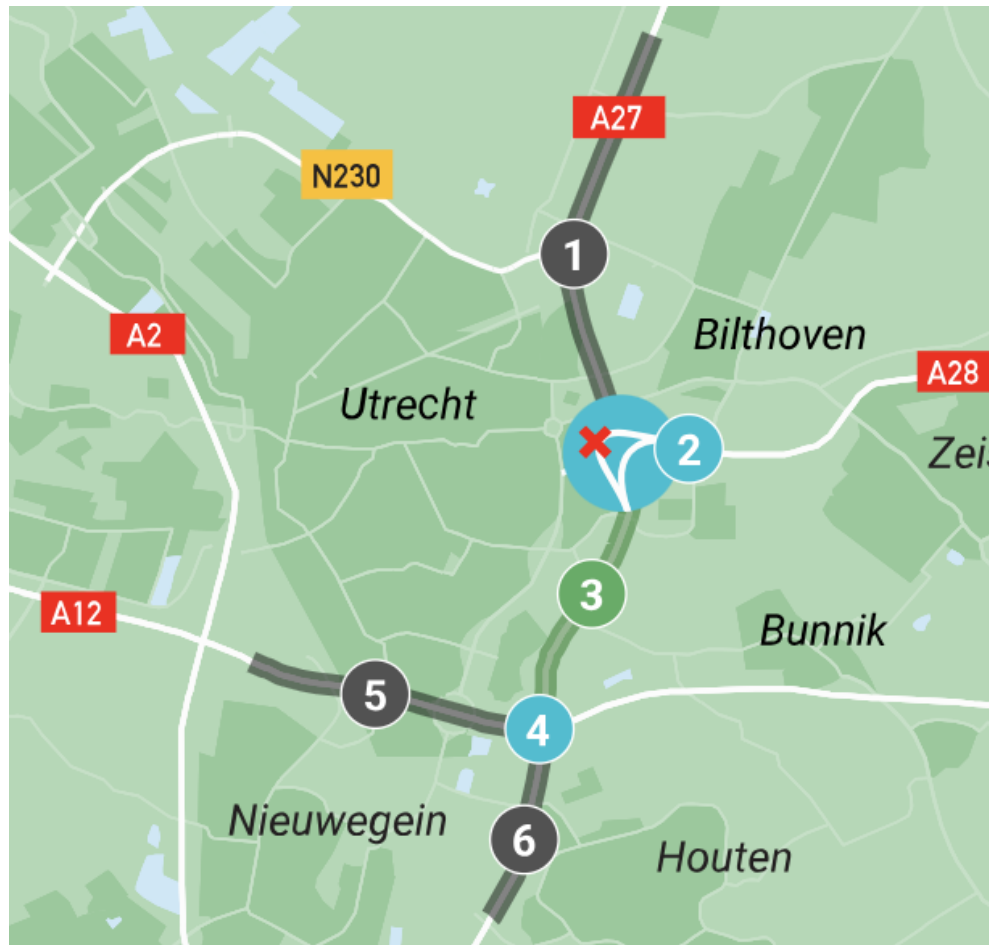 A27
N230
1
Bilthoven
A2
A28
Utrecht
2
Zeis
3
A12
Bunnik
5
4
Nieuwegein
6
Houten